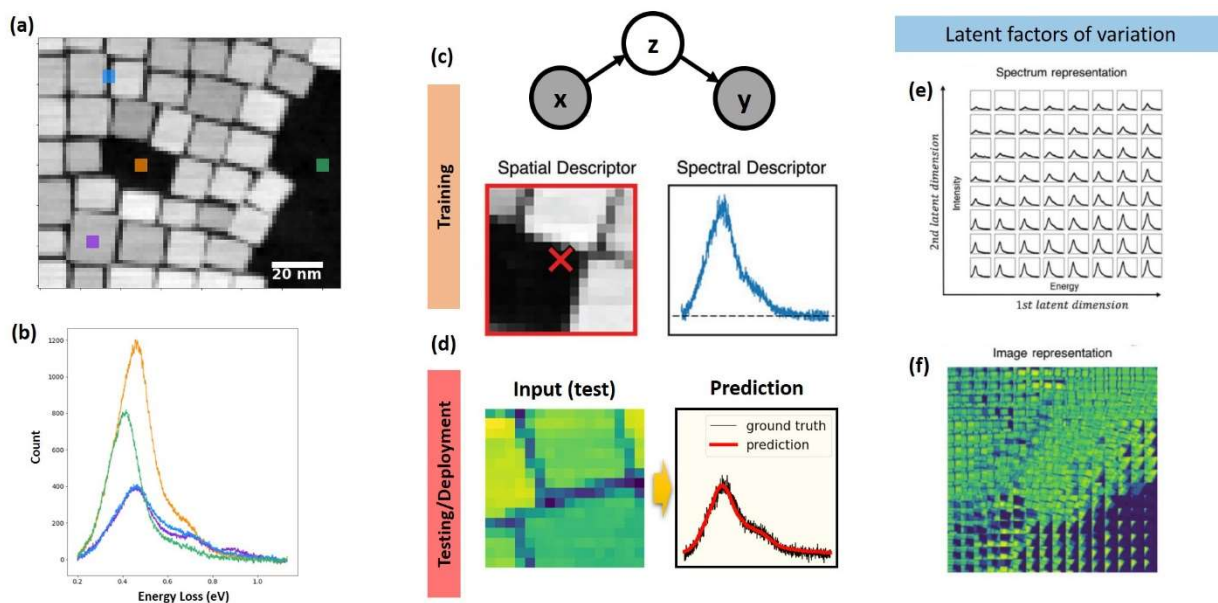 (a)
20 nm
(b)
1200
1000
800
600
400
200
0
Count
0.2 0.4 0.6 0.8 1.0
Energy Loss (eV)
(c)
x
z
y
Training
Spatial Descriptor
Spectral Descriptor
(d)
Testing/Deployment
Input (test)
Prediction
ground truth
prediction
Latent factors of variation
Spectrum representation
(e)
2nd latent dimension
Intensity
Energy
1st latent dimension
Image representation
(f)